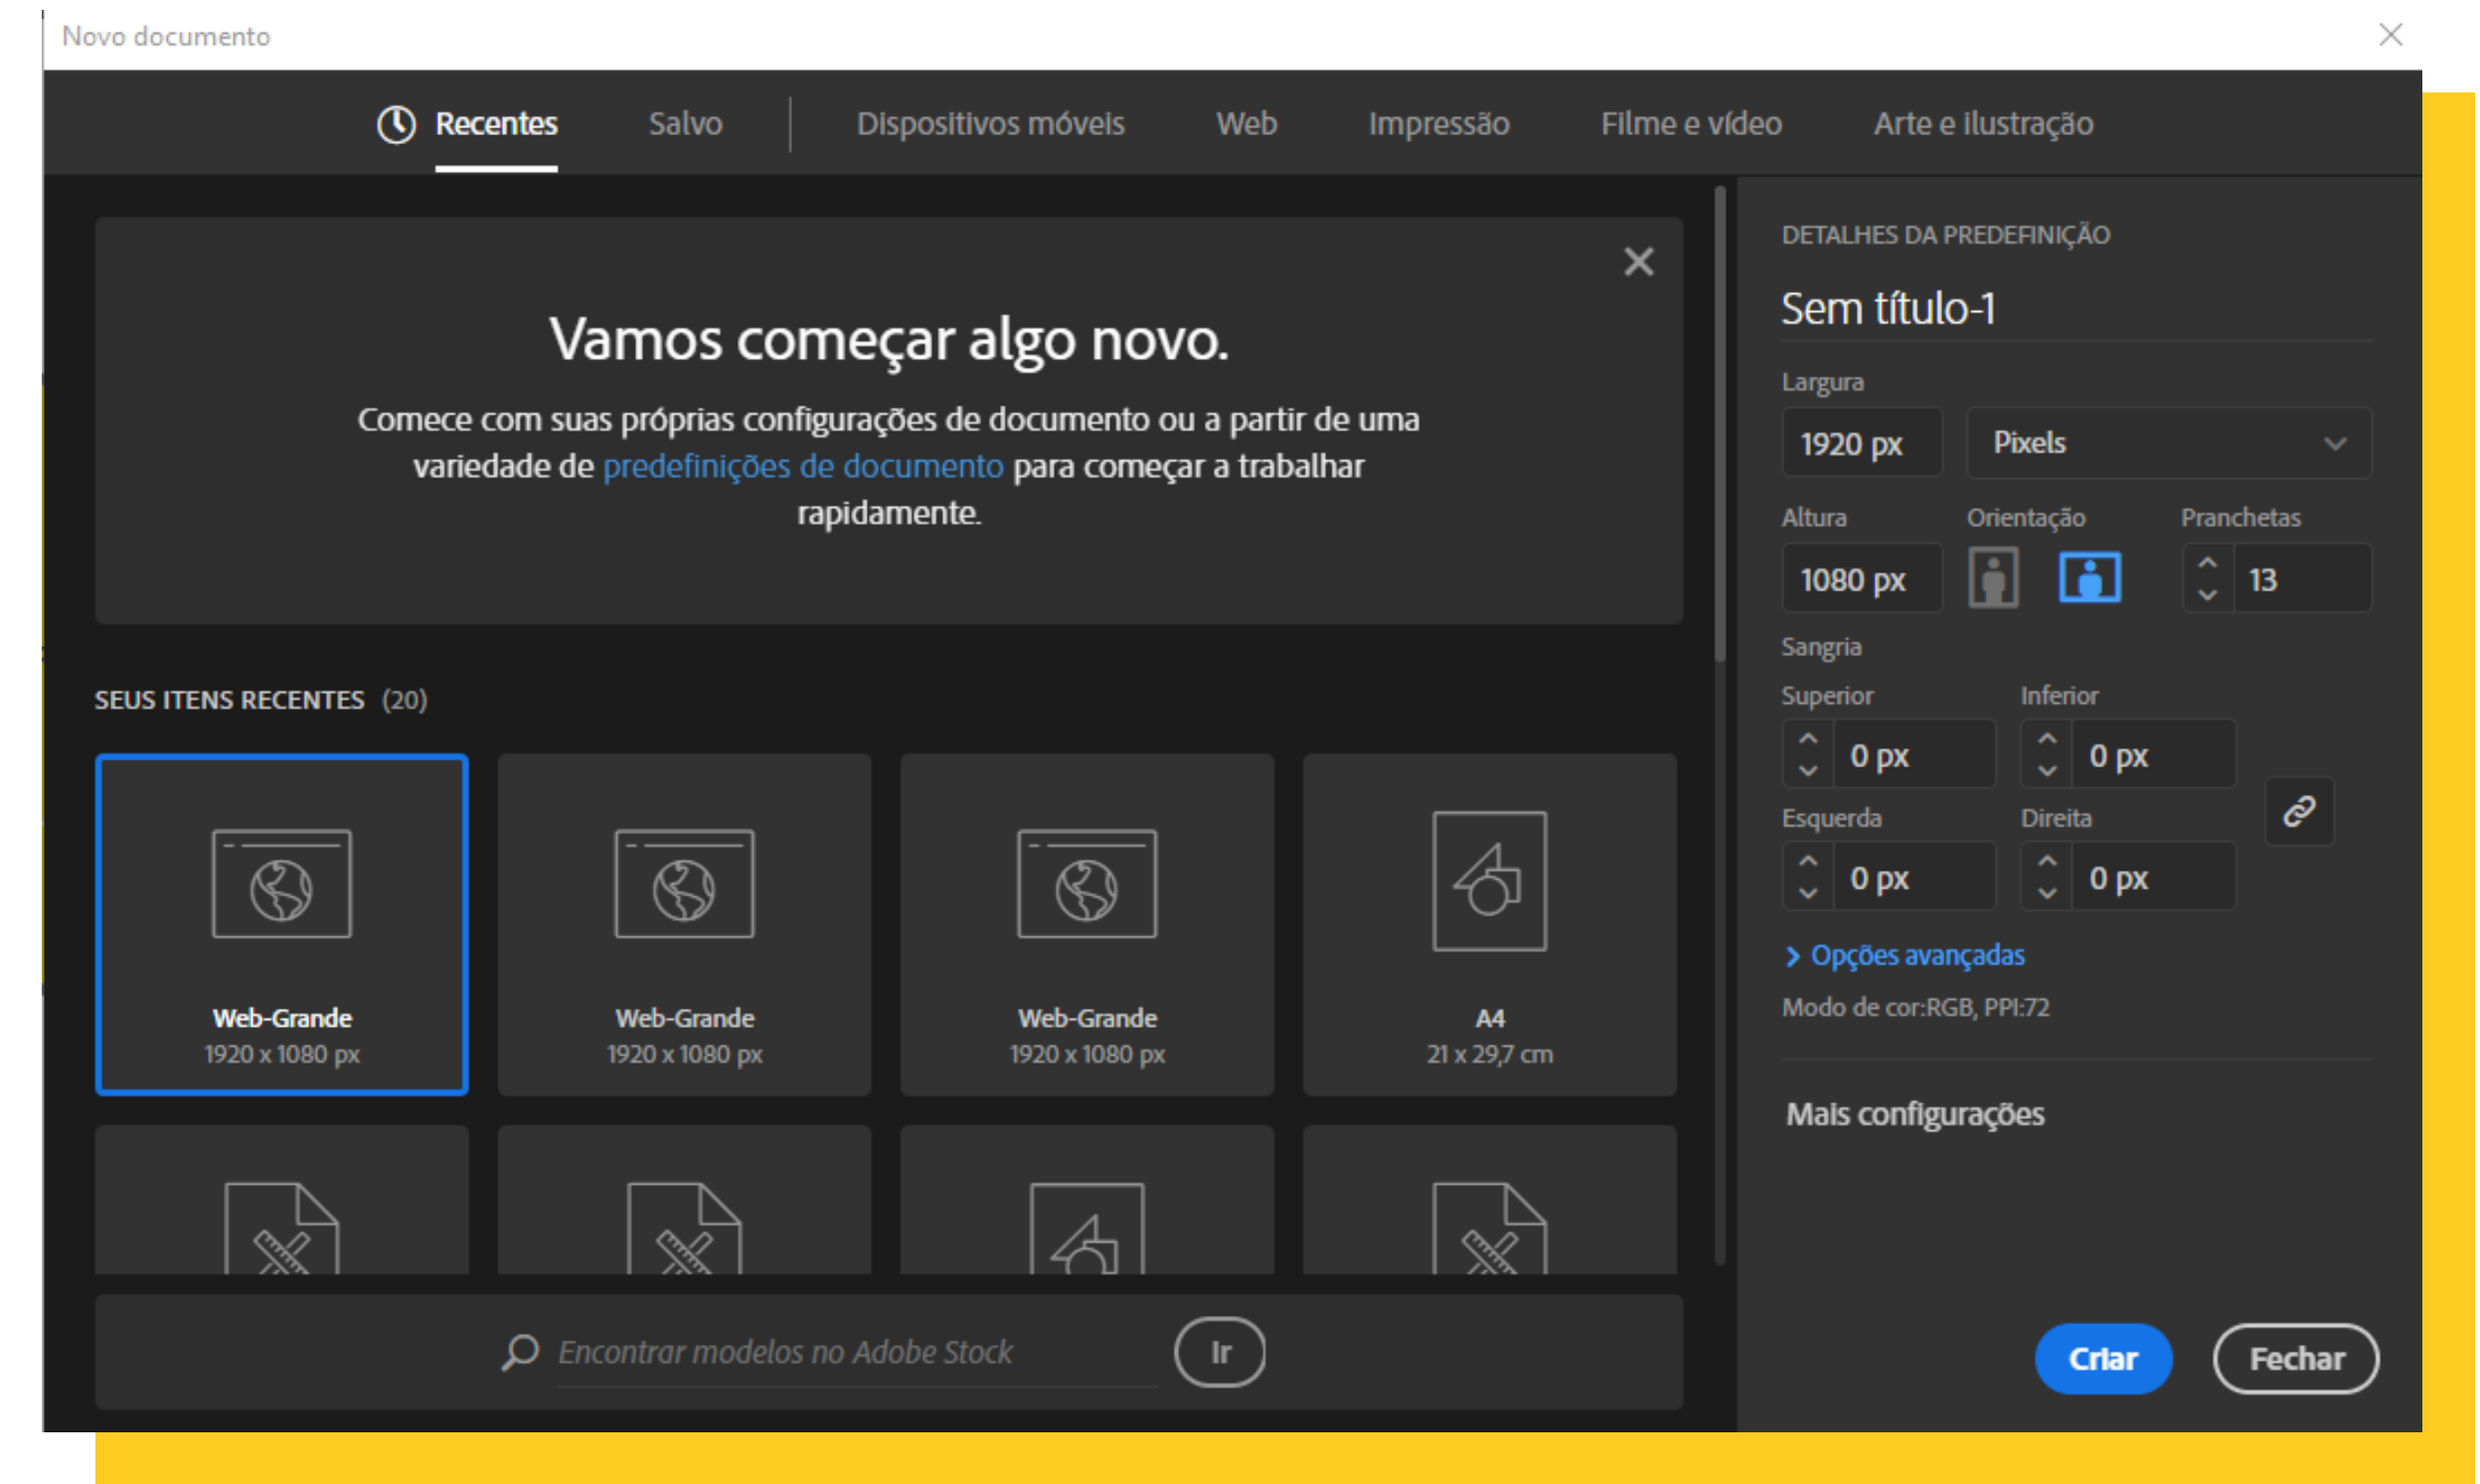 Novo documento
Recentes Salvo Dispositivos móveis Web Impressão Filme e vídeo Arte e ilustração
Vamos começar algo novo.
Comece com suas próprias configurações de documento ou a partir de uma
variedade de predefinições de documento para começar a trabalhar
rapidamente.
SEUS ITENS RECENTES (20)
Web-Grande
1920 x 1080 px
Web-Grande
1920 x 1080 px
Web-Grande
1920 x 1080 px
A4
21 x 29,7 cm
Encontrar modelos no Adobe Stock Ir
DETALHES DA PREDEFINIÇÃO
Sem título-1
Largura
1920 px Pixels
Altura Orientação Pranchetas
1080 px 13
Sangria
Superior Inferior
0 px 0 px
Esquerda Direita
0 px 0 px
Opções avançadas
Modo de cor:RGB, PPI:72
Mais configurações
Criar Fechar